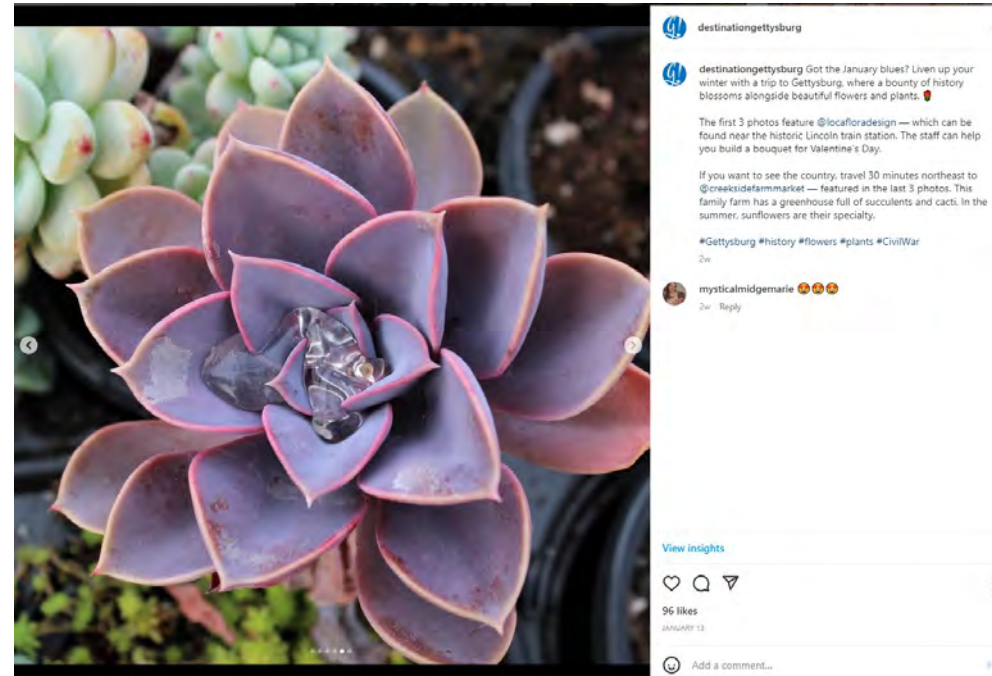 destinationgettysburg
destinationgettysburg Got the January blues? Liven up your
winter with a trip to Gettysburg, where a bounty of history
blossoms alongside beautiful flowers and plants. 🌹
The first 3 photos feature @locafloradesign — which can be
found near the historic Lincoln train station. The staff can help
you build a bouquet for Valentine's Day.
If you want to see the country, travel 30 minutes northeast to
@creeksidefarmmarket — featured in the last 3 photos. This
family farm has a greenhouse full of succulents and cacti. In the
summer, sunflowers are their specialty.
#Gettysburg #history #flowers #plants #CivilWar
2w
mysticalmidgemarie 🤩🤩🤩
2w Reply
View insights
96 likes
JANUARY 13
Add a comment...